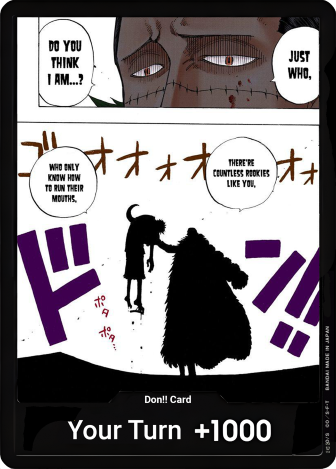 JUST
WHO,
DO YOU
THINK
I AM...?
THERE'RE
COUNTLESS ROOKIES
LIKE YOU,
WHO ONLY
KNOW HOW
TO RUN THEIR
MOUTHS,
オオオオオ
ドン
ポタ
ポタ…
Don!! Card
Your Turn +1000
BANDAI MADE IN JAPAN